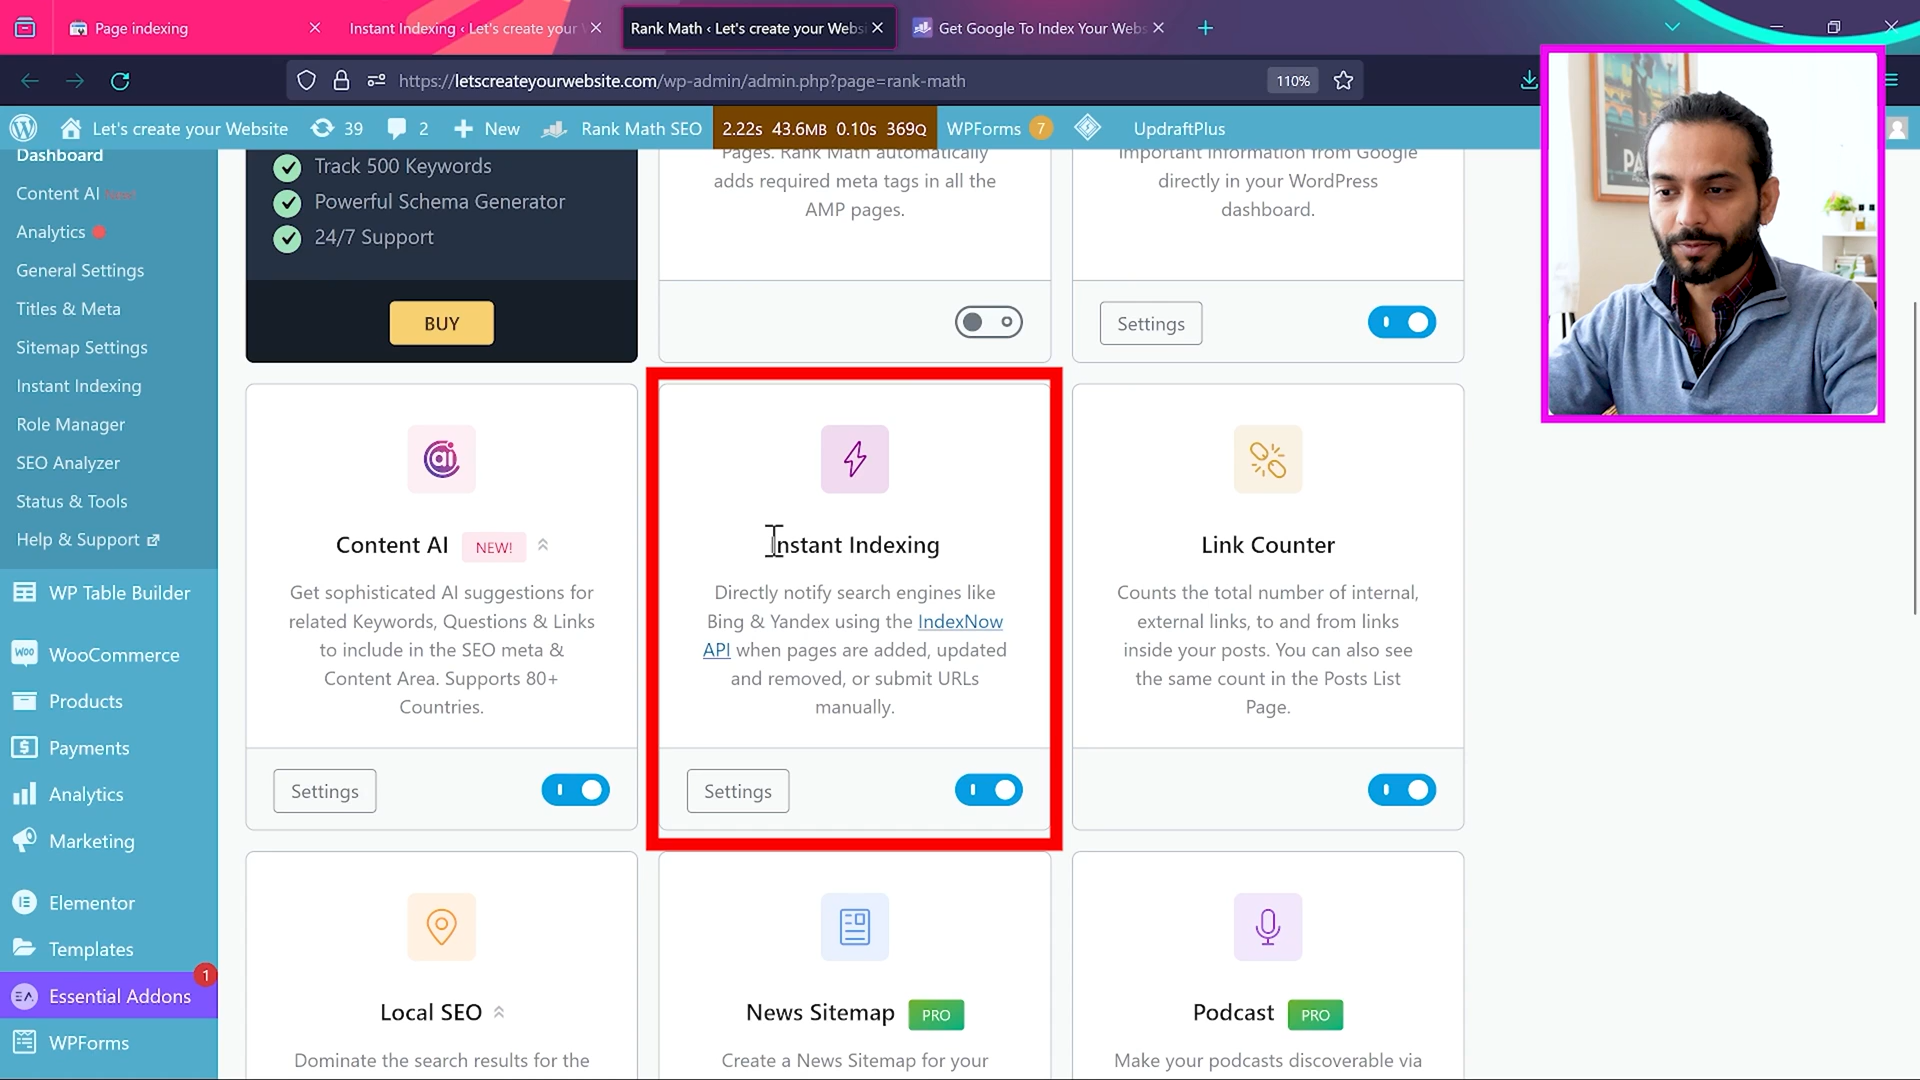 Page indexing
Instant Indexing ‹ Let's create your
Rank Math ‹ Let's create your Websi
Get Google To Index Your Webs
https://letscreateyourwebsite.com/wp-admin/admin.php?page=rank-math
110%
Let's create your Website
39
2
New
Rank Math SEO
2.22s 43.6MB 0.10s 369Q
WPForms 7
UpdraftPlus
Dashboard
Content AI New!
Analytics
General Settings
Titles & Meta
Sitemap Settings
Instant Indexing
Role Manager
SEO Analyzer
Status & Tools
Help & Support
WP Table Builder
WooCommerce
Products
Payments
Analytics
Marketing
Elementor
Templates
Essential Addons 1
WPForms
Track 500 Keywords
Powerful Schema Generator
24/7 Support
BUY
Pages. Rank Math automatically
adds required meta tags in all the
AMP pages.
important information from Google
directly in your WordPress
dashboard.
Settings
Content AI NEW!
Get sophisticated AI suggestions for
related Keywords, Questions & Links
to include in the SEO meta &
Content Area. Supports 80+
Countries.
Settings
Instant Indexing
Directly notify search engines like
Bing & Yandex using the IndexNow
API when pages are added, updated
and removed, or submit URLs
manually.
Settings
Link Counter
Counts the total number of internal,
external links, to and from links
inside your posts. You can also see
the same count in the Posts List
Page.
Local SEO
Dominate the search results for the
News Sitemap PRO
Create a News Sitemap for your
Podcast PRO
Make your podcasts discoverable via